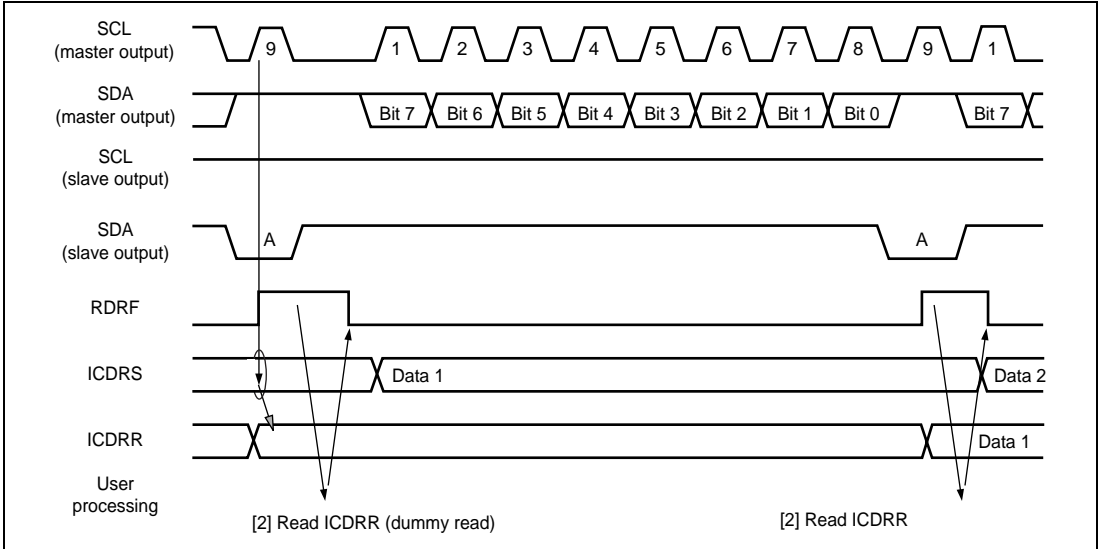 SCL
(master output)
9 1 2 3 4 5 6 7 8 9 1
SDA
(master output)
Bit 7 Bit 6 Bit 5 Bit 4 Bit 3 Bit 2 Bit 1 Bit 0 Bit 7
SCL
(slave output)
SDA
(slave output)
A A
RDRF
ICDRS
Data 1 Data 2
ICDRR
Data 1
User
processing
[2] Read ICDRR (dummy read) [2] Read ICDRR